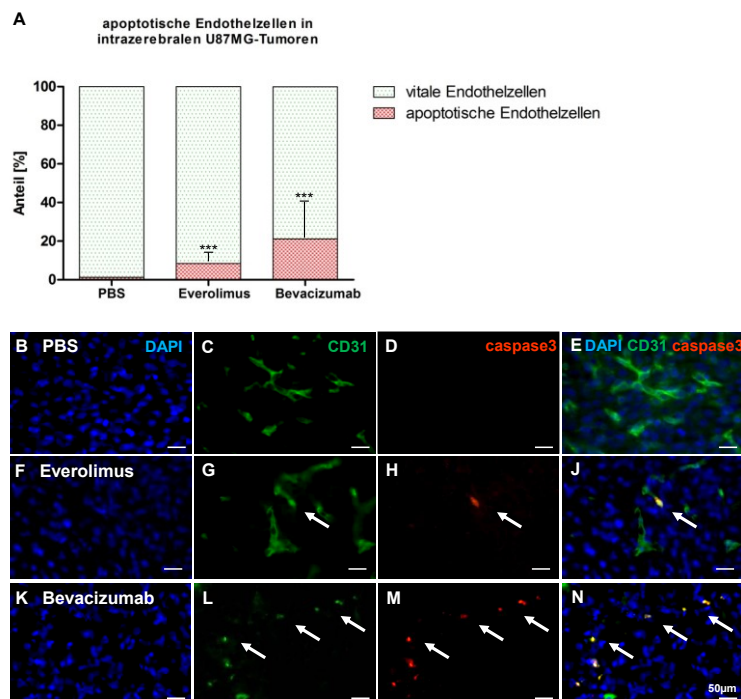 A
apoptotische Endothelzellen in
intrazerebralen U87MG-Tumoren
Anteil [%]
100
80
60
40
20
0
***
***
PBS
Everolimus
Bevacizumab
vitale Endothelzellen
apoptotische Endothelzellen
B PBS DAPI
C CD31
D caspase3
E DAPI CD31 caspase3
F Everolimus
G
H
J
K Bevacizumab
L
M
N
50µm